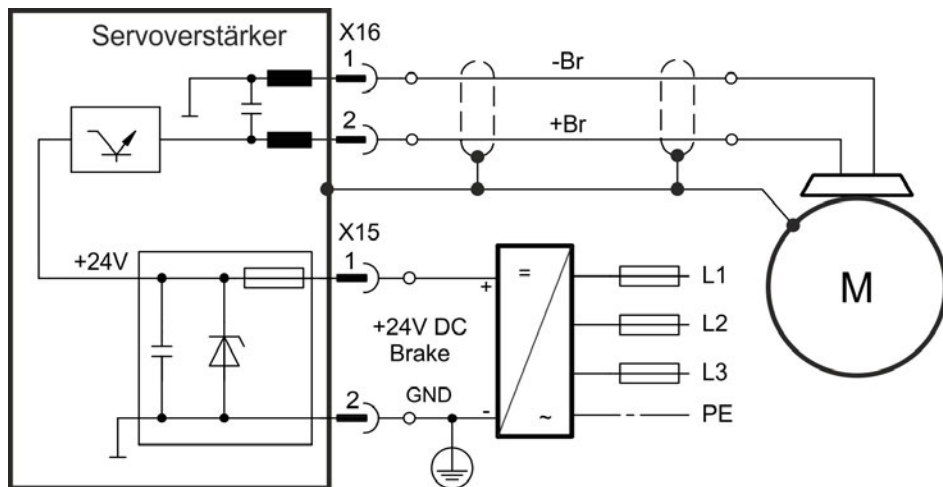 Servoverstärker
X16
1
-Br
2
+Br
X15
+24V
1
=
+
L1
+24V DC
Brake
L2
M
L3
2
GND
-
~
PE